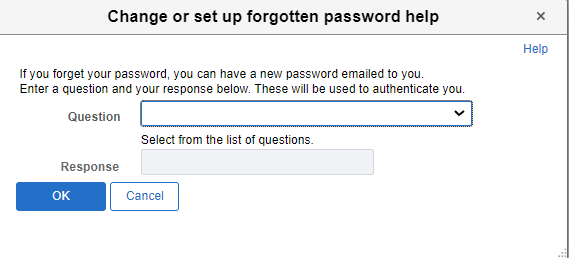 Change or set up forgotten password help ×
Help
If you forget your password, you can have a new password emailed to you.
Enter a question and your response below. These will be used to authenticate you.
Question
Select from the list of questions.
Response
OK Cancel